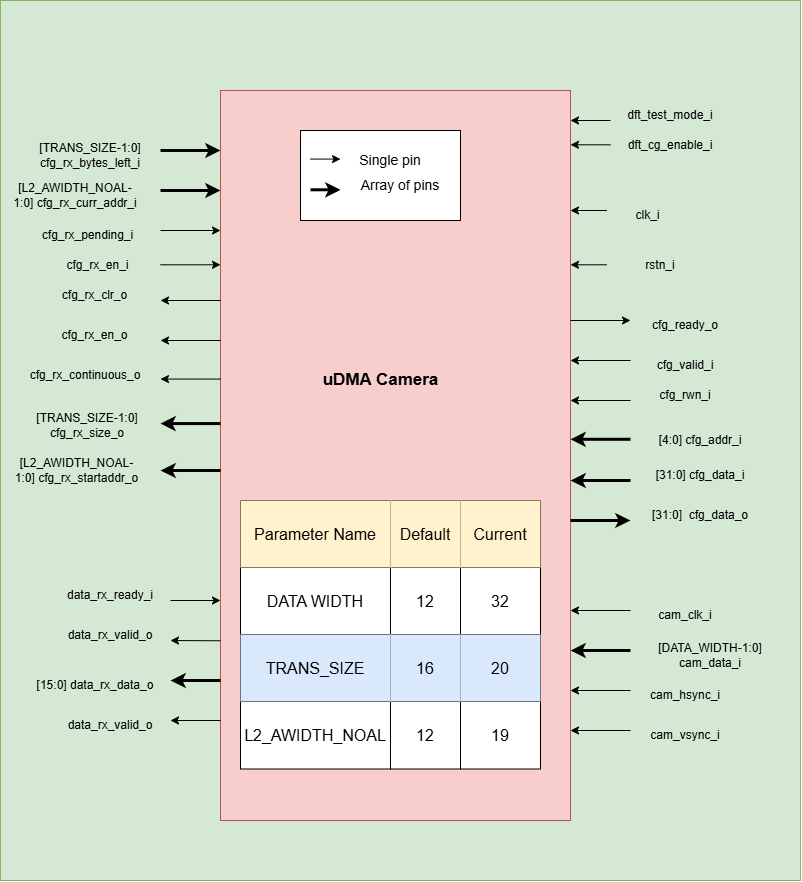 [TRANS_SIZE-1:0]
cfg_rx_bytes_left_i
[L2_AWIDTH_NOAL-
1:0] cfg_rx_curr_addr_i
cfg_rx_pending_i
cfg_rx_en_i
cfg_rx_clr_o
cfg_rx_en_o
cfg_rx_continuous_o
[TRANS_SIZE-1:0]
cfg_rx_size_o
[L2_AWIDTH_NOAL-
1:0] cfg_rx_startaddr_o
data_rx_ready_i
data_rx_valid_o
[15:0] data_rx_data_o
data_rx_valid_o
Single pin
Array of pins
uDMA Camera
Parameter Name Default Current
DATA WIDTH 12 32
TRANS_SIZE 16 20
L2_AWIDTH_NOAL 12 19
dft_test_mode_i
dft_cg_enable_i
clk_i
rstn_i
cfg_ready_o
cfg_valid_i
cfg_rwn_i
[4:0] cfg_addr_i
[31:0] cfg_data_i
[31:0] cfg_data_o
cam_clk_i
[DATA_WIDTH-1:0]
cam_data_i
cam_hsync_i
cam_vsync_i